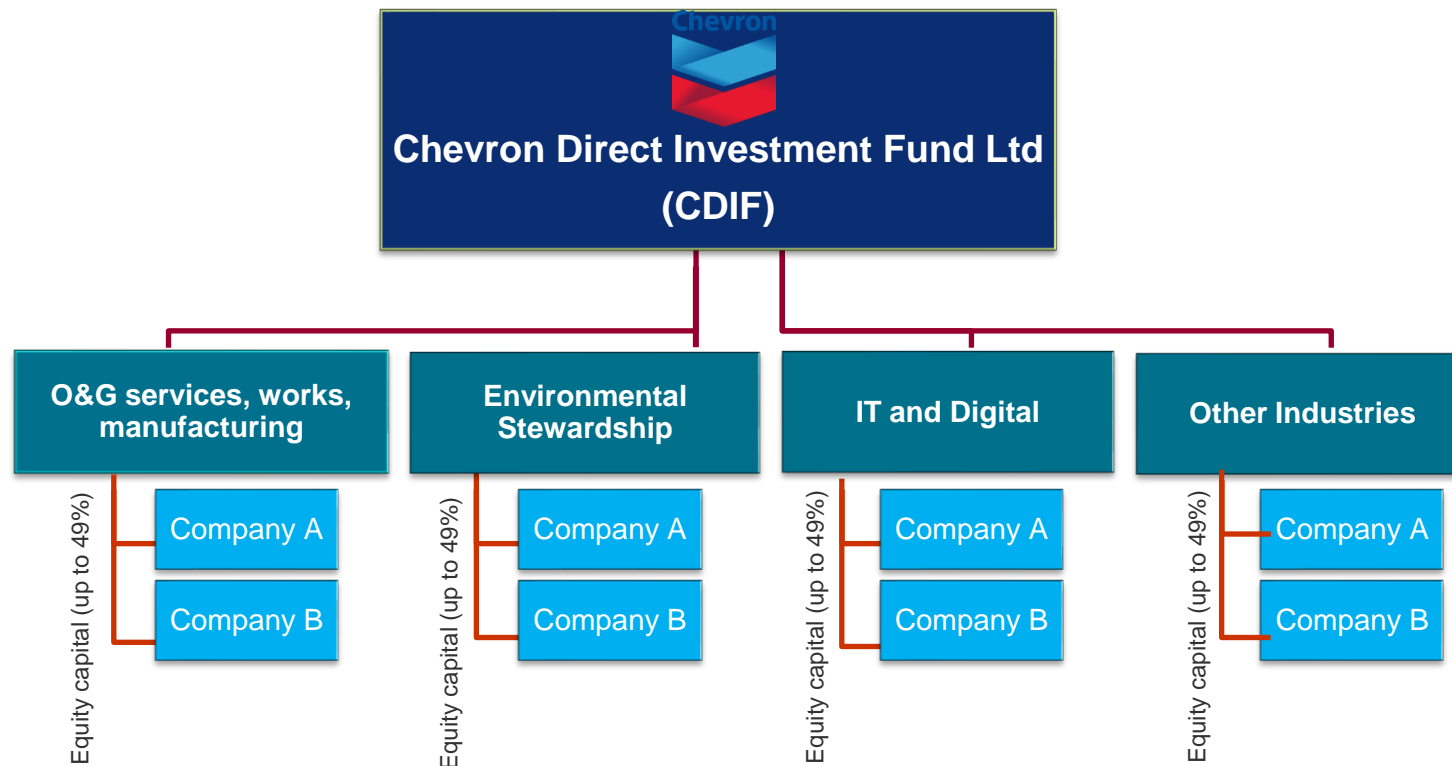 Chevron
Chevron Direct Investment Fund Ltd
(CDIF)
O&G services, works,
manufacturing
Equity capital (up to 49%)
Company A
Company B
Environmental
Stewardship
Equity capital (up to 49%)
Company A
Company B
IT and Digital
Equity capital (up to 49%)
Company A
Company B
Other Industries
Equity capital (up to 49%)
Company A
Company B